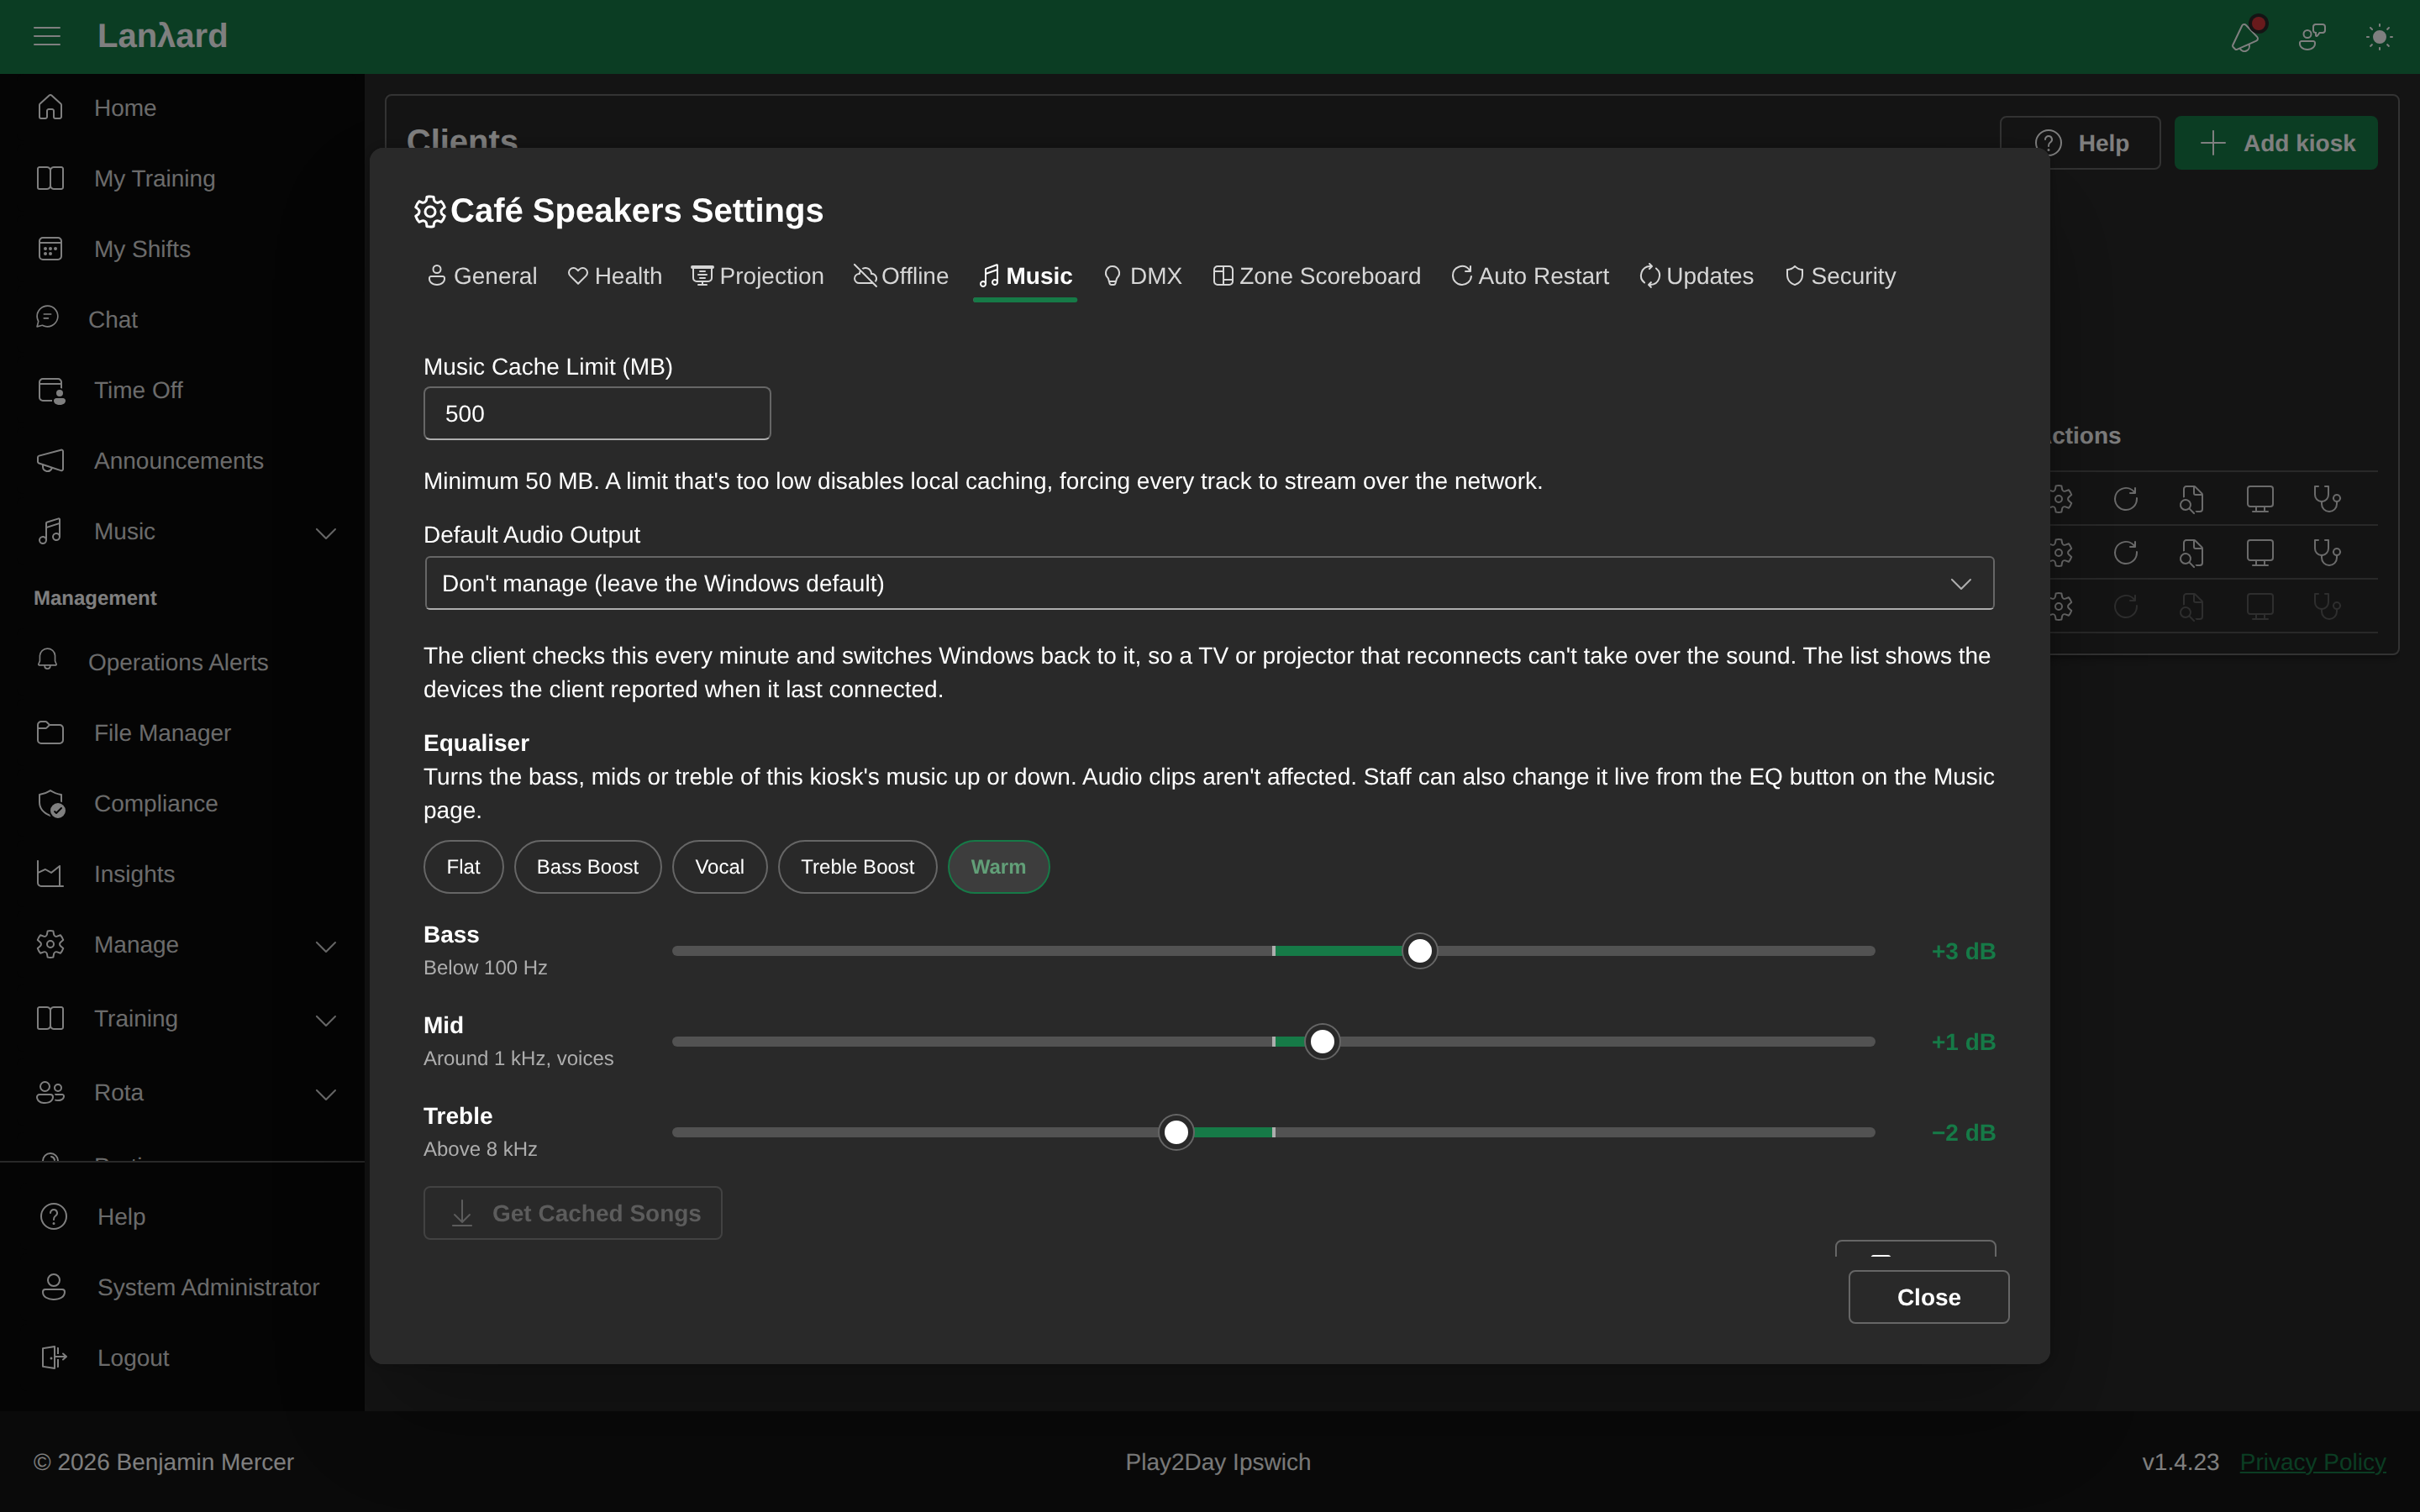 Lanλard
Home
My Training
My Shifts
Chat
Time Off
Announcements
Music
Management
Operations Alerts
File Manager
Compliance
Insights
Manage
Training
Rota
Help
System Administrator
Logout
Clients
Help
Add kiosk
ctions
Café Speakers Settings
General
Health
Projection
Offline
Music
DMX
Zone Scoreboard
Auto Restart
Updates
Security
Music Cache Limit (MB)
500
Minimum 50 MB. A limit that's too low disables local caching, forcing every track to stream over the network.
Default Audio Output
Don't manage (leave the Windows default)
The client checks this every minute and switches Windows back to it, so a TV or projector that reconnects can't take over the sound. The list shows the
devices the client reported when it last connected.
Equaliser
Turns the bass, mids or treble of this kiosk's music up or down. Audio clips aren't affected. Staff can also change it live from the EQ button on the Music
page.
Flat
Bass Boost
Vocal
Treble Boost
Warm
Bass
+3 dB
Below 100 Hz
Mid
+1 dB
Around 1 kHz, voices
Treble
−2 dB
Above 8 kHz
Get Cached Songs
Close
© 2026 Benjamin Mercer
Play2Day Ipswich
v1.4.23
Privacy Policy